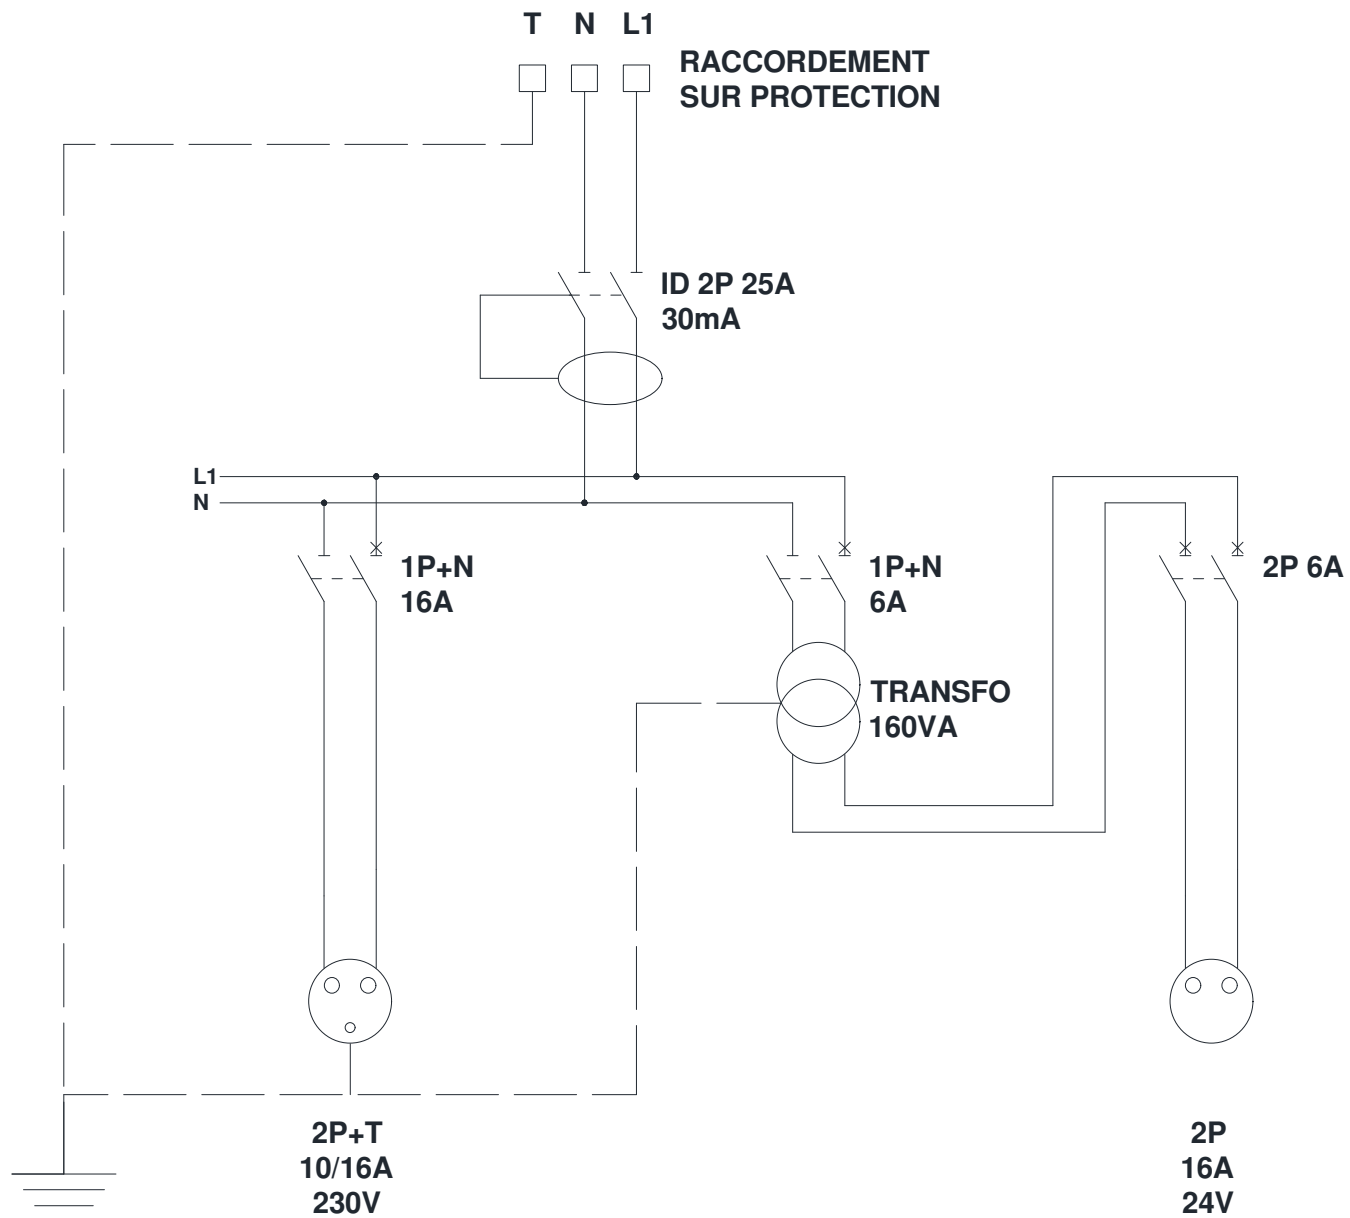 T N L1
RACCORDEMENT
SUR PROTECTION
ID 2P 25A
30mA
L1
N
1P+N
16A
1P+N
6A
2P 6A
TRANSFO
160VA
2P+T
10/16A
230V
2P
16A
24V